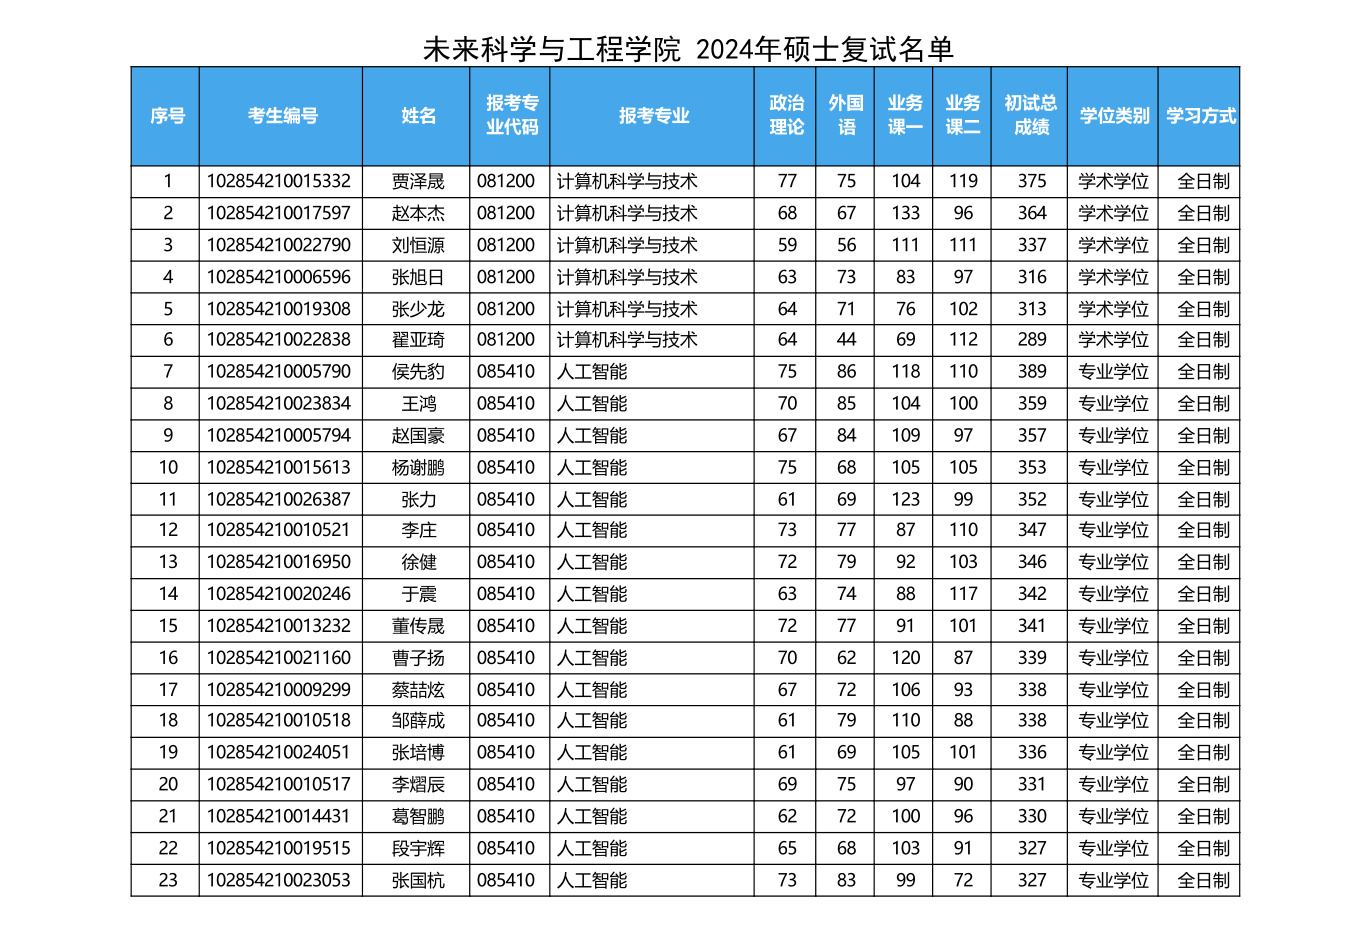 未来科学与工程学院 2024年硕士复试名单
序号 考生编号 姓名 报考专业代码 报考专业 政治理论 外国语 业务课一 业务课二 初试总成绩 学位类别 学习方式
1 102854210015332 贾泽晟 081200 计算机科学与技术 77 75 104 119 375 学术学位 全日制
2 102854210017597 赵本杰 081200 计算机科学与技术 68 67 133 96 364 学术学位 全日制
3 102854210022790 刘恒源 081200 计算机科学与技术 59 56 111 111 337 学术学位 全日制
4 102854210006596 张旭日 081200 计算机科学与技术 63 73 83 97 316 学术学位 全日制
5 102854210019308 张少龙 081200 计算机科学与技术 64 71 76 102 313 学术学位 全日制
6 102854210022838 翟亚琦 081200 计算机科学与技术 64 44 69 112 289 学术学位 全日制
7 102854210005790 侯先豹 085410 人工智能 75 86 118 110 389 专业学位 全日制
8 102854210023834 王鸿 085410 人工智能 70 85 104 100 359 专业学位 全日制
9 102854210005794 赵国豪 085410 人工智能 67 84 109 97 357 专业学位 全日制
10 102854210015613 杨谢鹏 085410 人工智能 75 68 105 105 353 专业学位 全日制
11 102854210026387 张力 085410 人工智能 61 69 123 99 352 专业学位 全日制
12 102854210010521 李庄 085410 人工智能 73 77 87 110 347 专业学位 全日制
13 102854210016950 徐健 085410 人工智能 72 79 92 103 346 专业学位 全日制
14 102854210020246 于震 085410 人工智能 63 74 88 117 342 专业学位 全日制
15 102854210013232 董传晟 085410 人工智能 72 77 91 101 341 专业学位 全日制
16 102854210021160 曹子扬 085410 人工智能 70 62 120 87 339 专业学位 全日制
17 102854210009299 蔡喆炫 085410 人工智能 67 72 106 93 338 专业学位 全日制
18 102854210010518 邹薛成 085410 人工智能 61 79 110 88 338 专业学位 全日制
19 102854210024051 张培博 085410 人工智能 61 69 105 101 336 专业学位 全日制
20 102854210010517 李熠辰 085410 人工智能 69 75 97 90 331 专业学位 全日制
21 102854210014431 葛智鹏 085410 人工智能 62 72 100 96 330 专业学位 全日制
22 102854210019515 段宇辉 085410 人工智能 65 68 103 91 327 专业学位 全日制
23 102854210023053 张国杭 085410 人工智能 73 83 99 72 327 专业学位 全日制